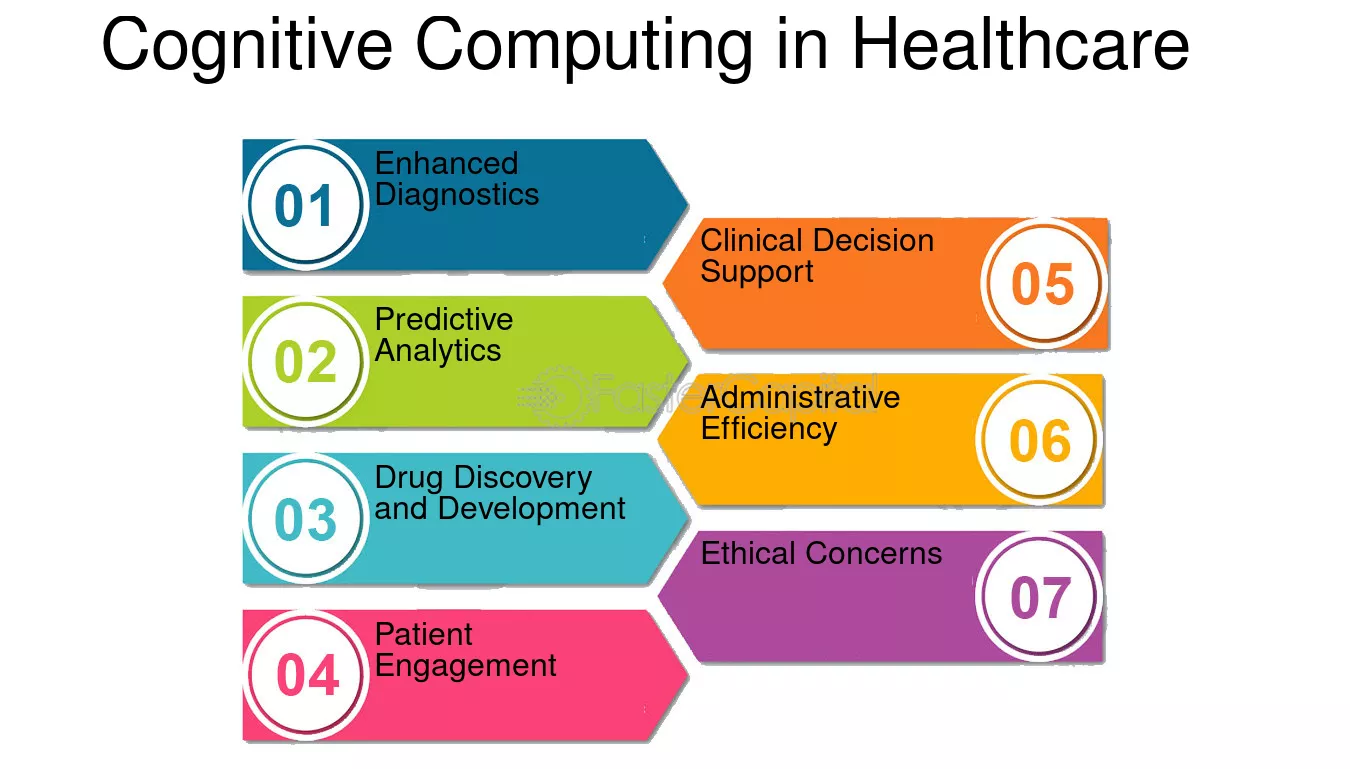 Cognitive Computing in Healthcare
01
Enhanced
Diagnostics
02
Predictive
Analytics
03
Drug Discovery
and Development
04
Patient
Engagement
Clinical Decision
Support
05
FasterCapital
Administrative
Efficiency
06
Ethical Concerns
07